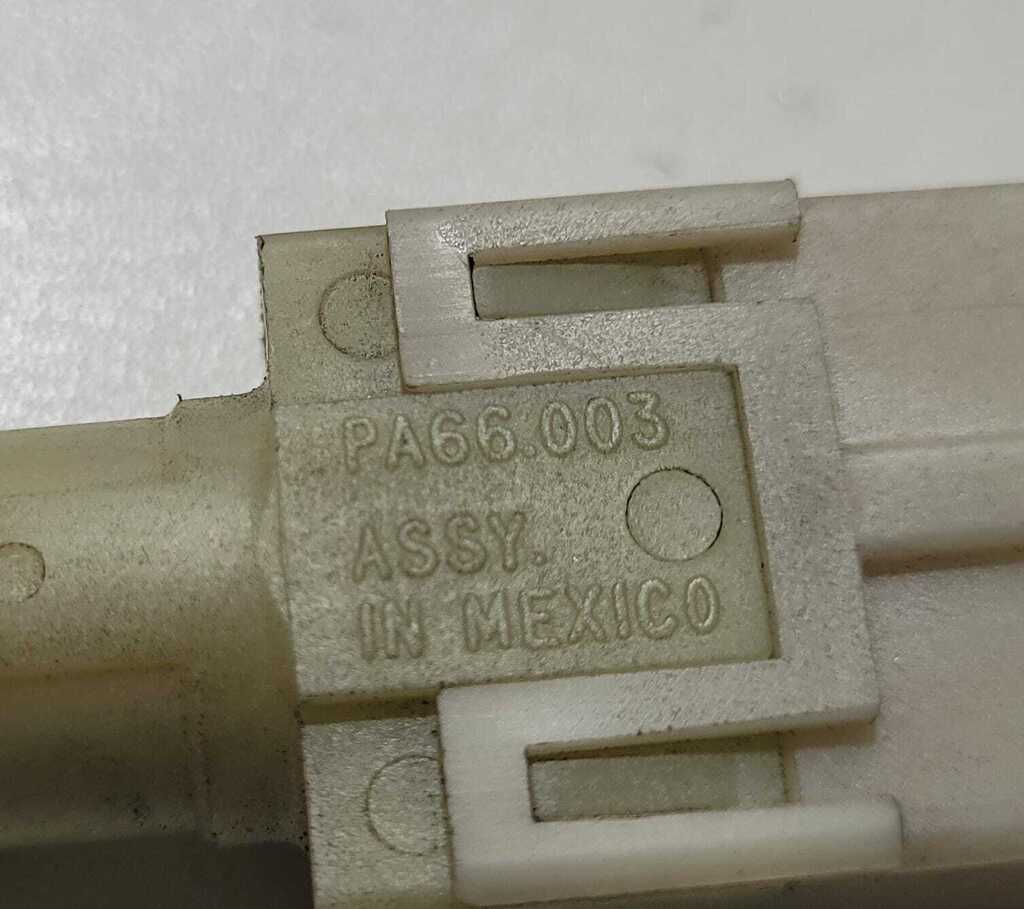 PA66.003
ASSY.
IN MEXICO